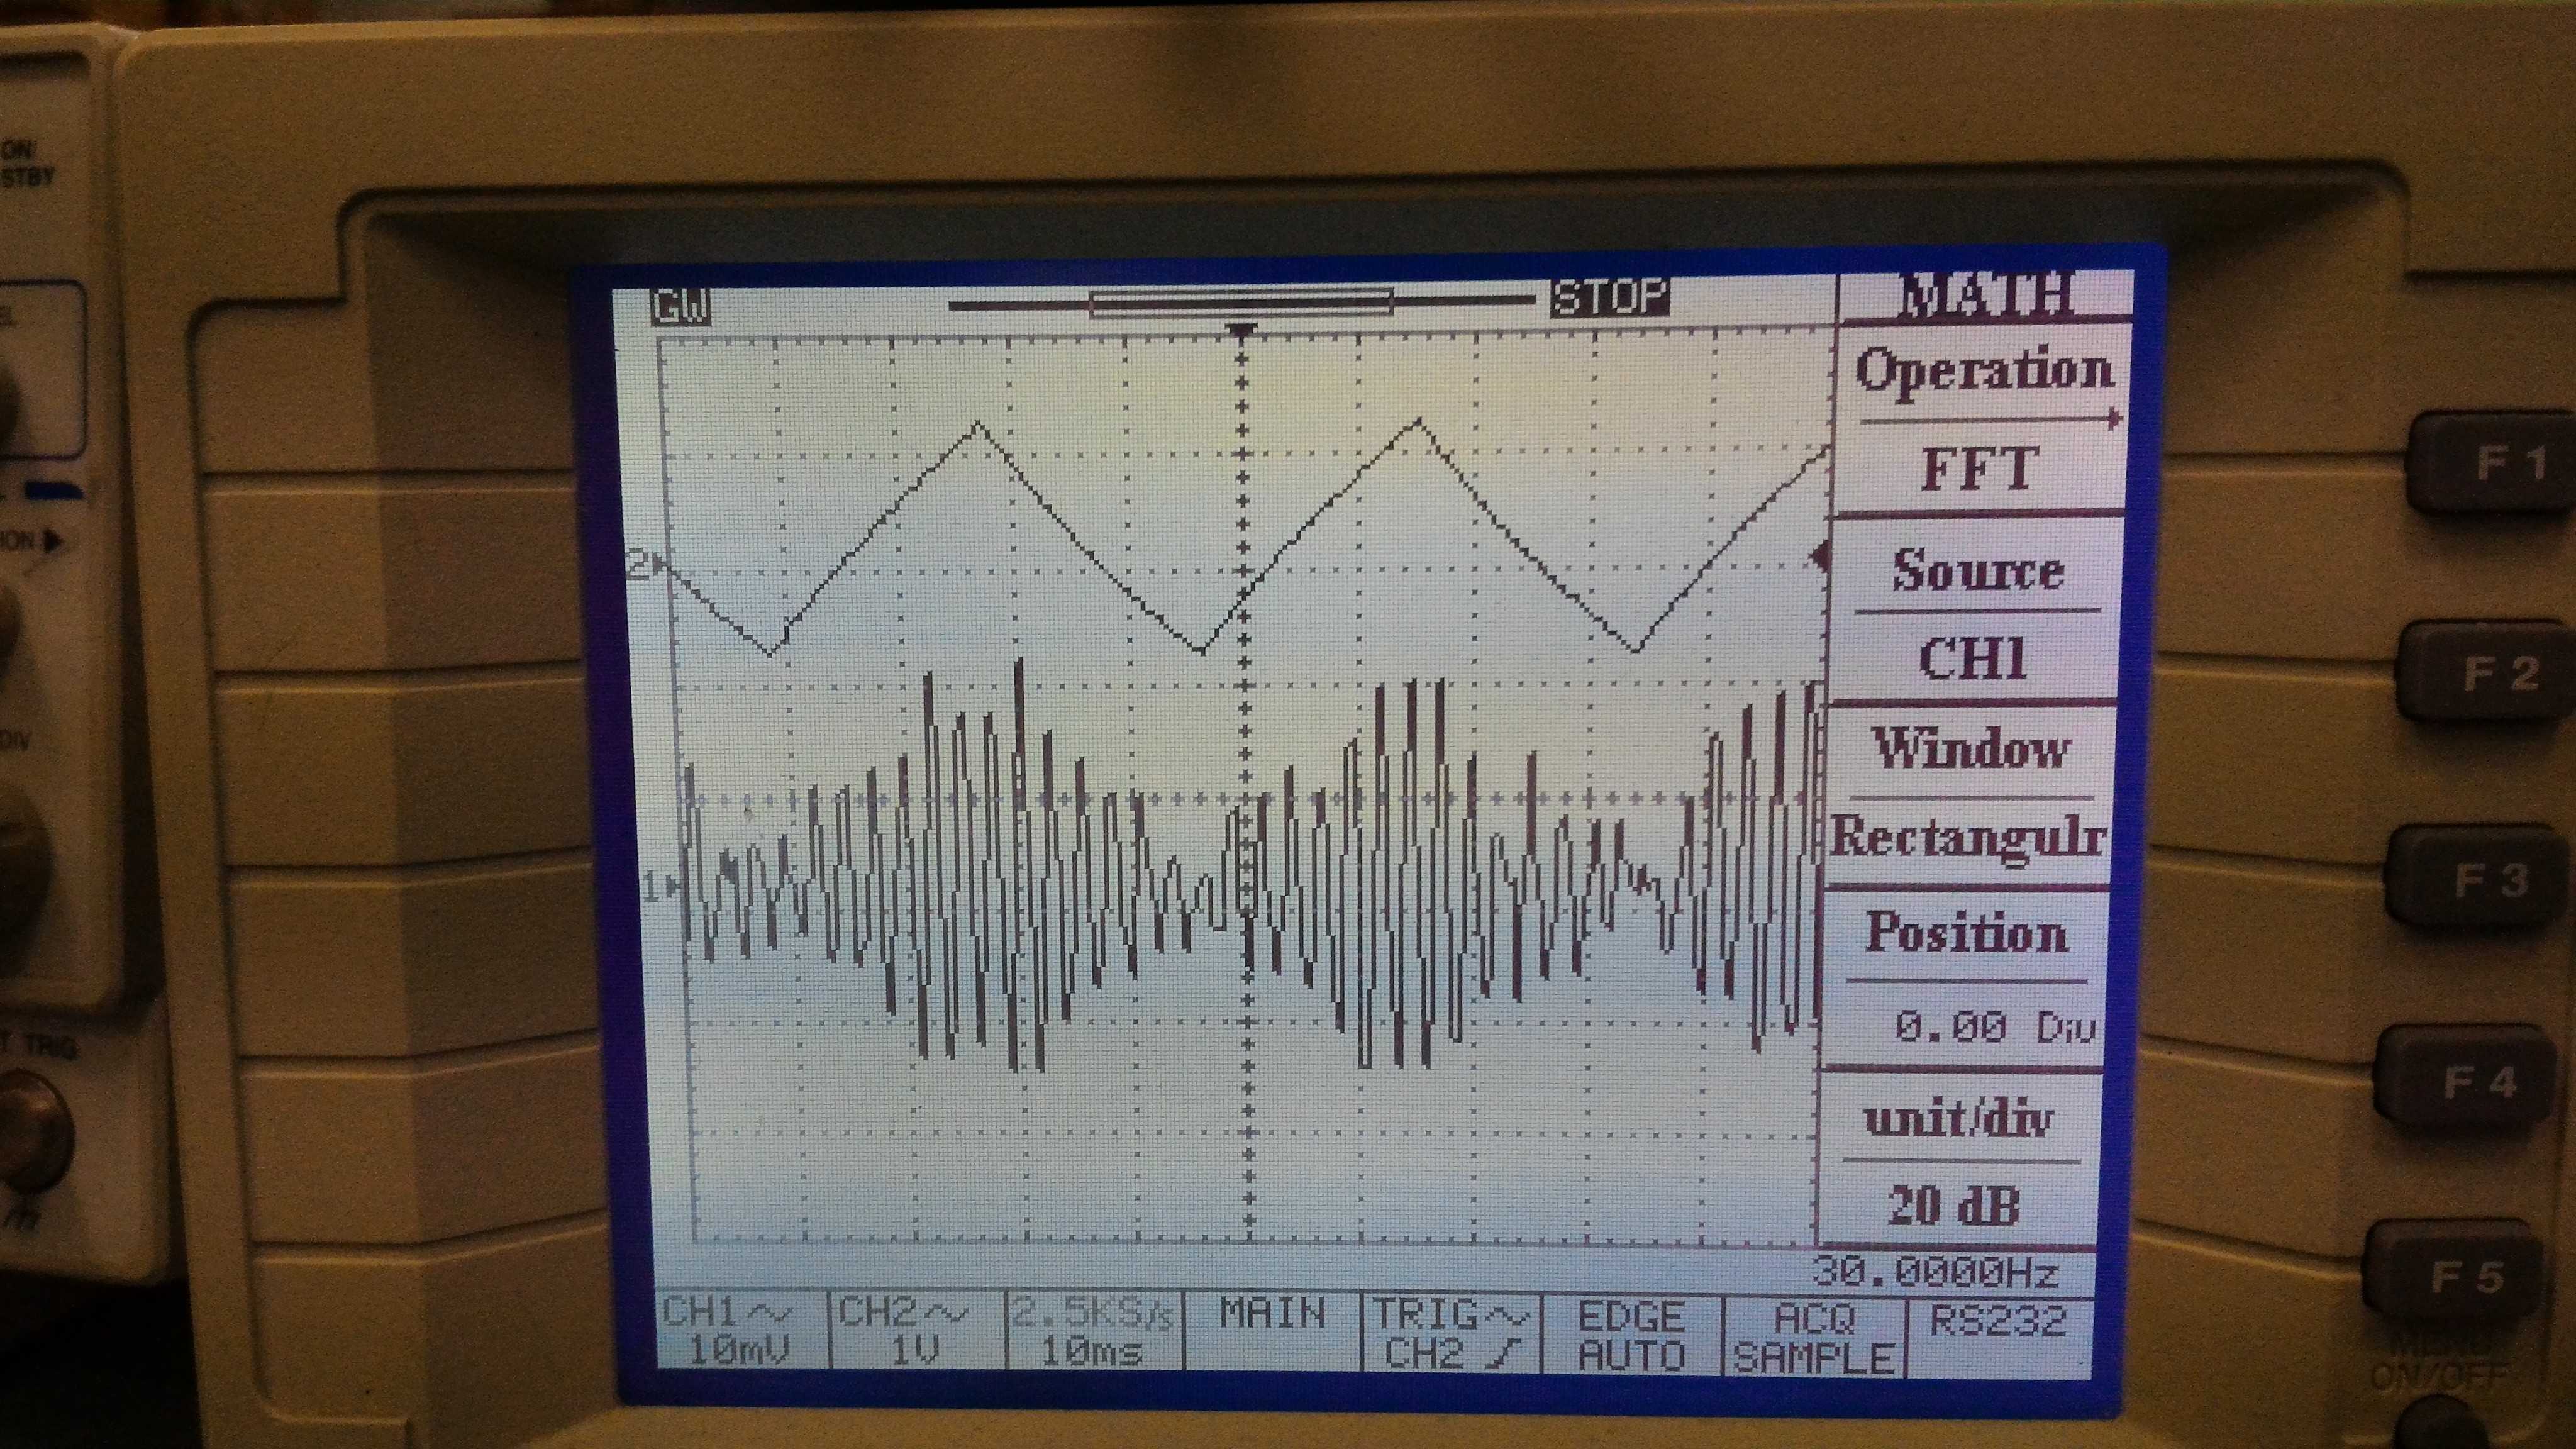 ON/
STBY
GW
STOP
MATH
Operation
FFT
F 1
Source
CH1
F 2
2
Window
Rectangulr
F 3
1
DIV
Position
0.00 Div
F 4
TRIG
unit/div
20 dB
F 5
30.0000Hz
CH1 CH2 2.5KS/s MAIN TRIG EDGE ACQ RS232
10mV 1V 10ms CH2 AUTO SAMPLE
MENU
ON/OFF